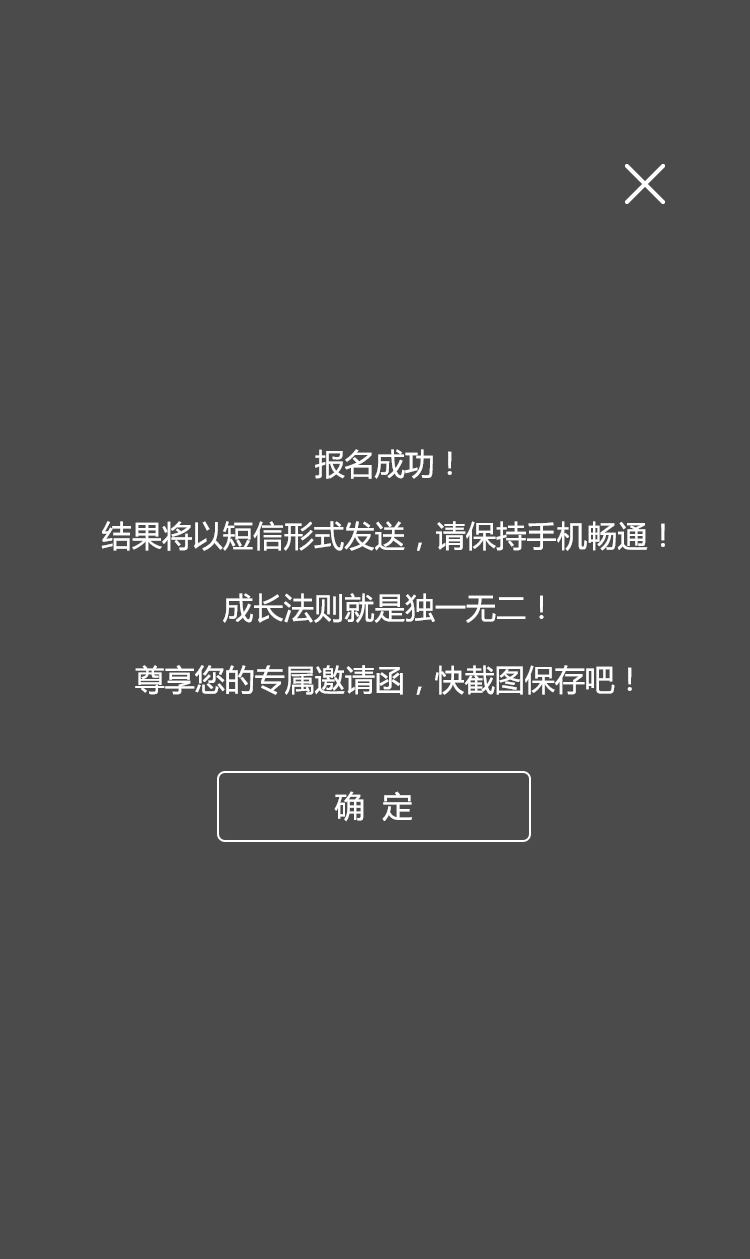 报名成功！
结果将以短信形式发送，请保持手机畅通！
成长法则就是独一无二！
尊享您的专属邀请函，快截图保存吧！
确 定